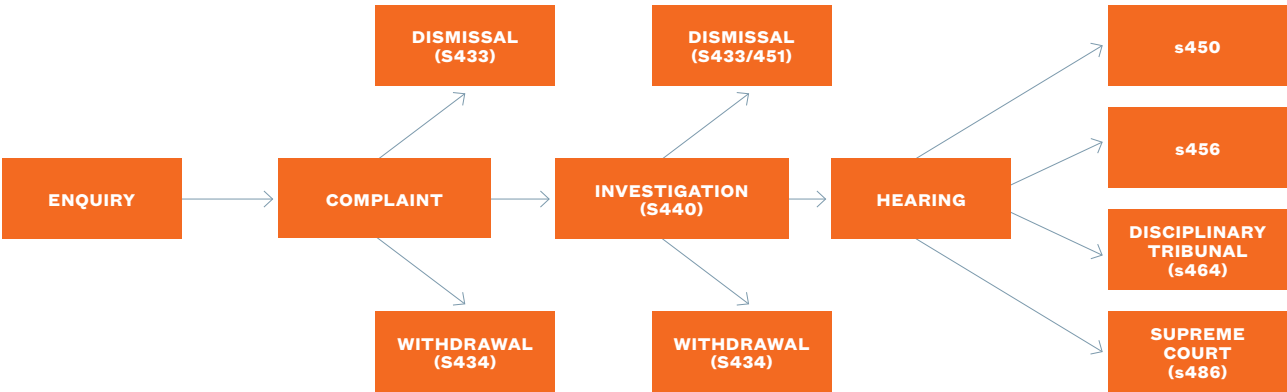 DISMISSAL
(S433)
DISMISSAL
(S433/451)
s450
s456
ENQUIRY
COMPLAINT
INVESTIGATION
(S440)
HEARING
DISCIPLINARY
TRIBUNAL
(s464)
WITHDRAWAL
(S434)
WITHDRAWAL
(S434)
SUPREME
COURT
(s486)